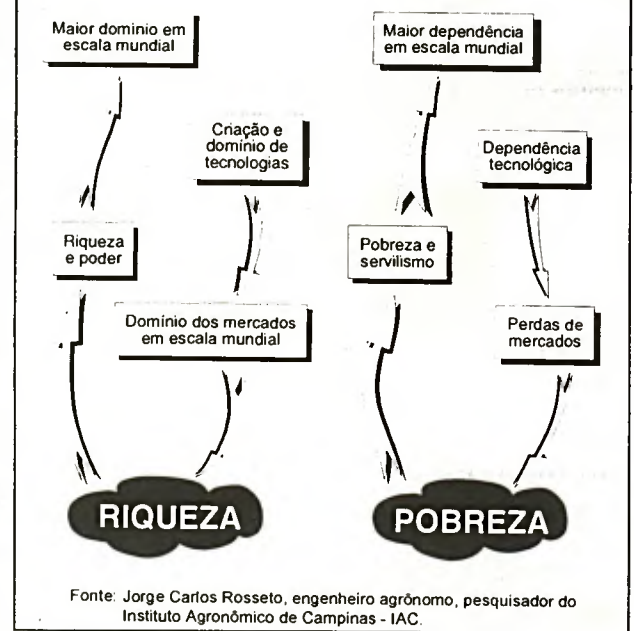 Maior domínio em
escala mundial
Criação e
domínio de
tecnologias
Riqueza
e poder
Domínio dos mercados
em escala mundial
RIQUEZA
Maior dependência
em escala mundial
Dependência
tecnológica
Pobreza e
servilismo
Perdas de
mercados
POBREZA
Fonte: Jorge Carlos Rosseto, engenheiro agrônomo, pesquisador do
Instituto Agronômico de Campinas - IAC.